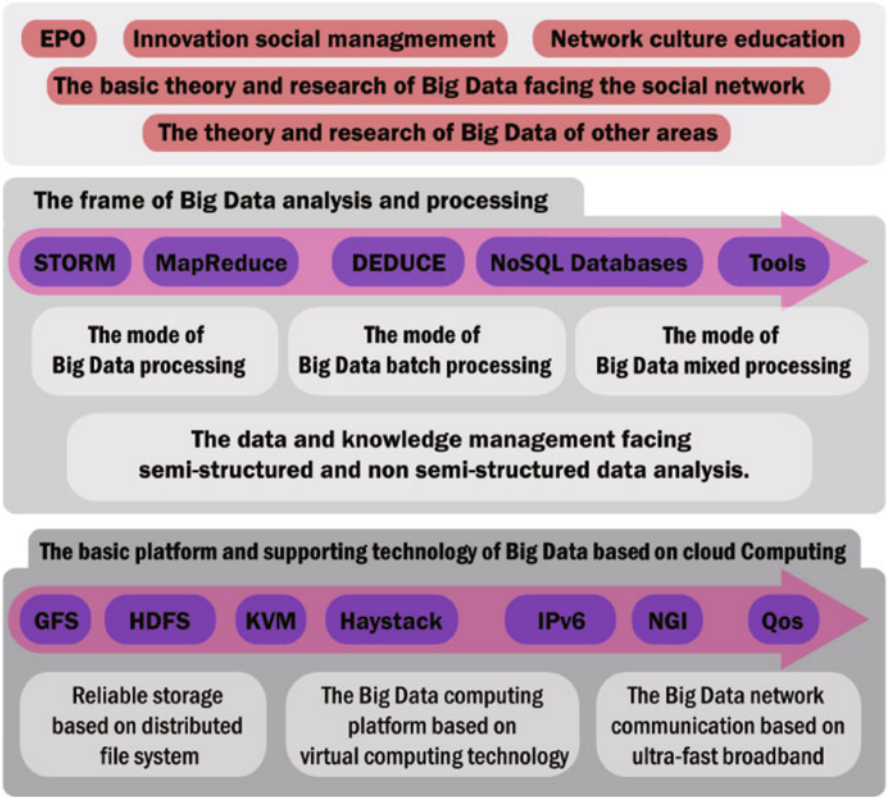 EPO Innovation social managmement Network culture education
The basic theory and research of Big Data facing the social network
The theory and research of Big Data of other areas
The frame of Big Data analysis and processing
STORM MapReduce DEDUCE NoSQL Databases Tools
The mode of
Big Data processing
The mode of
Big Data batch processing
The mode of
Big Data mixed processing
The data and knowledge management facing
semi-structured and non semi-structured data analysis.
The basic platform and supporting technology of Big Data based on cloud Computing
GFS HDFS KVM Haystack IPv6 NGI Qos
Reliable storage
based on distributed
file system
The Big Data computing
platform based on
virtual computing technology
The Big Data network
communication based on
ultra-fast broadband